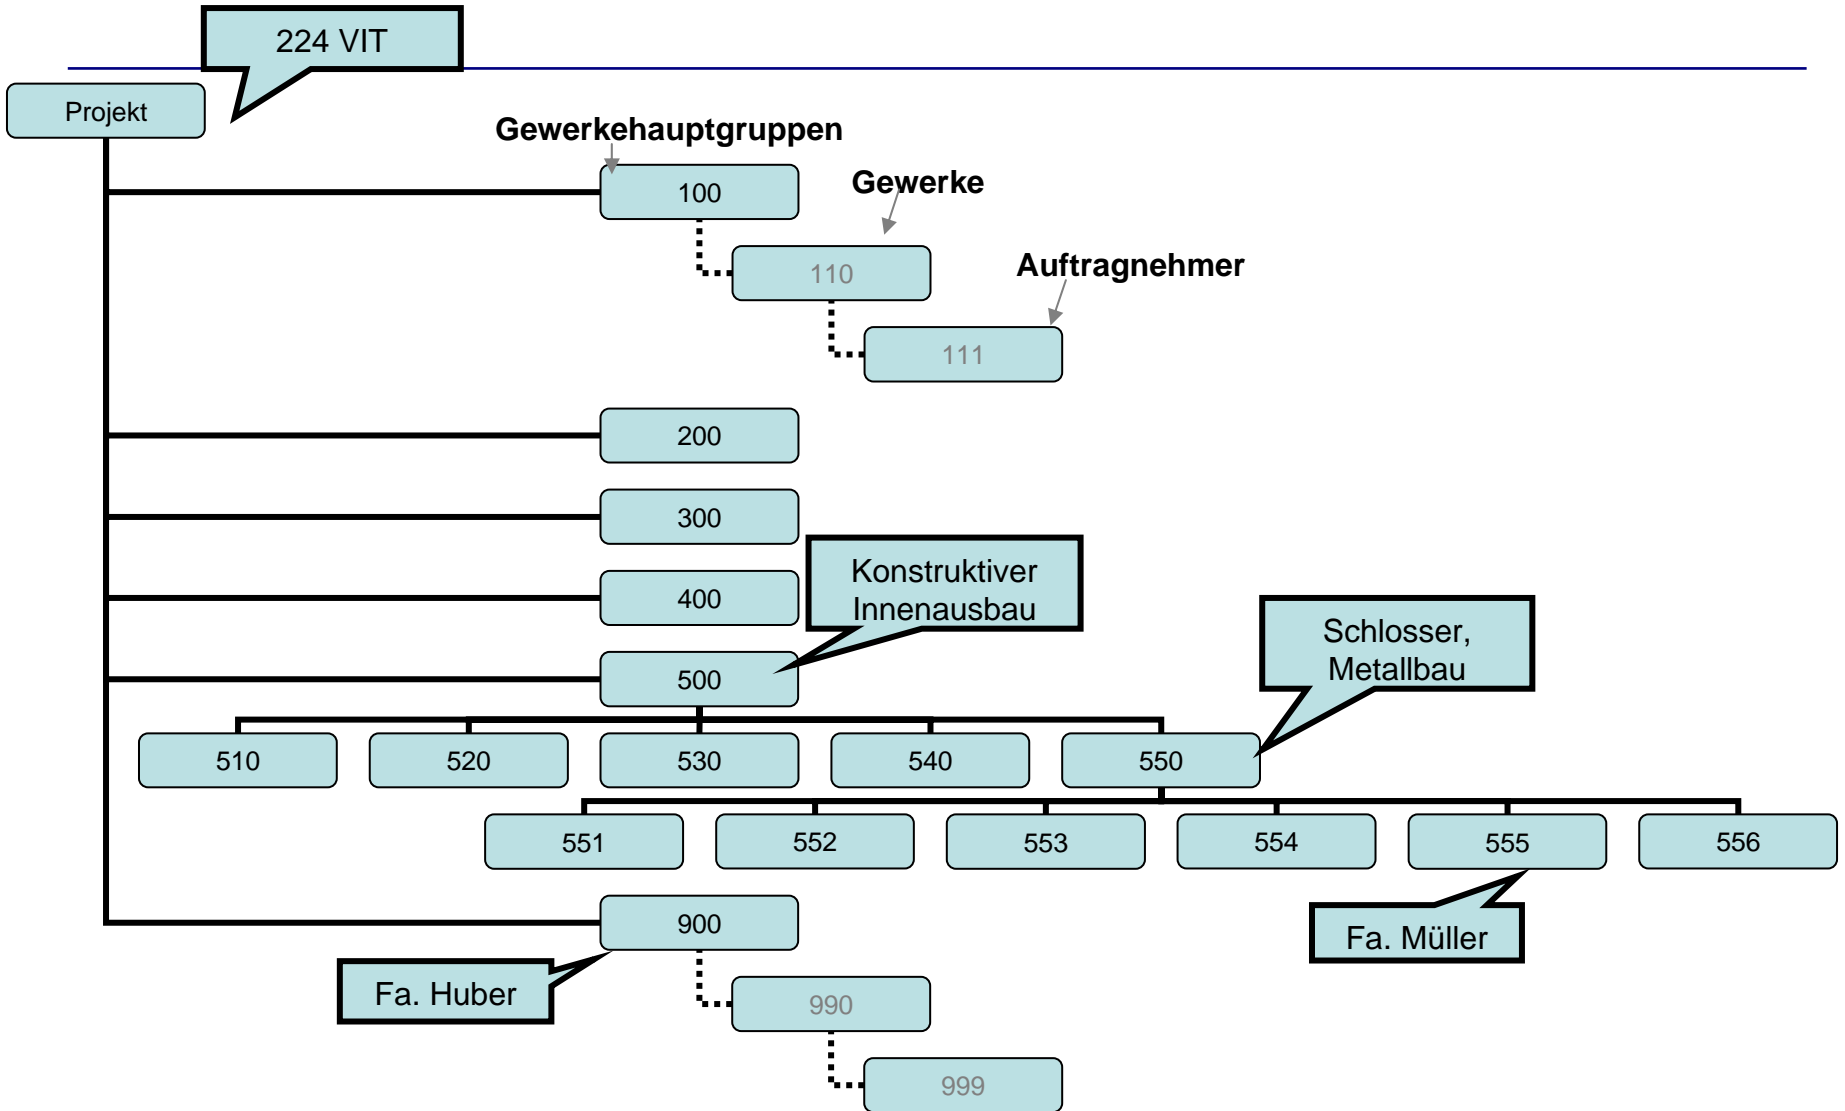 224 VIT
Projekt
Gewerkehauptgruppen
100
Gewerke
110
Auftragnehmer
111
200
300
400
Konstruktiver
Innenausbau
500
Schlosser,
Metallbau
510
520
530
540
550
551
552
553
554
555
556
900
Fa. Müller
Fa. Huber
990
999